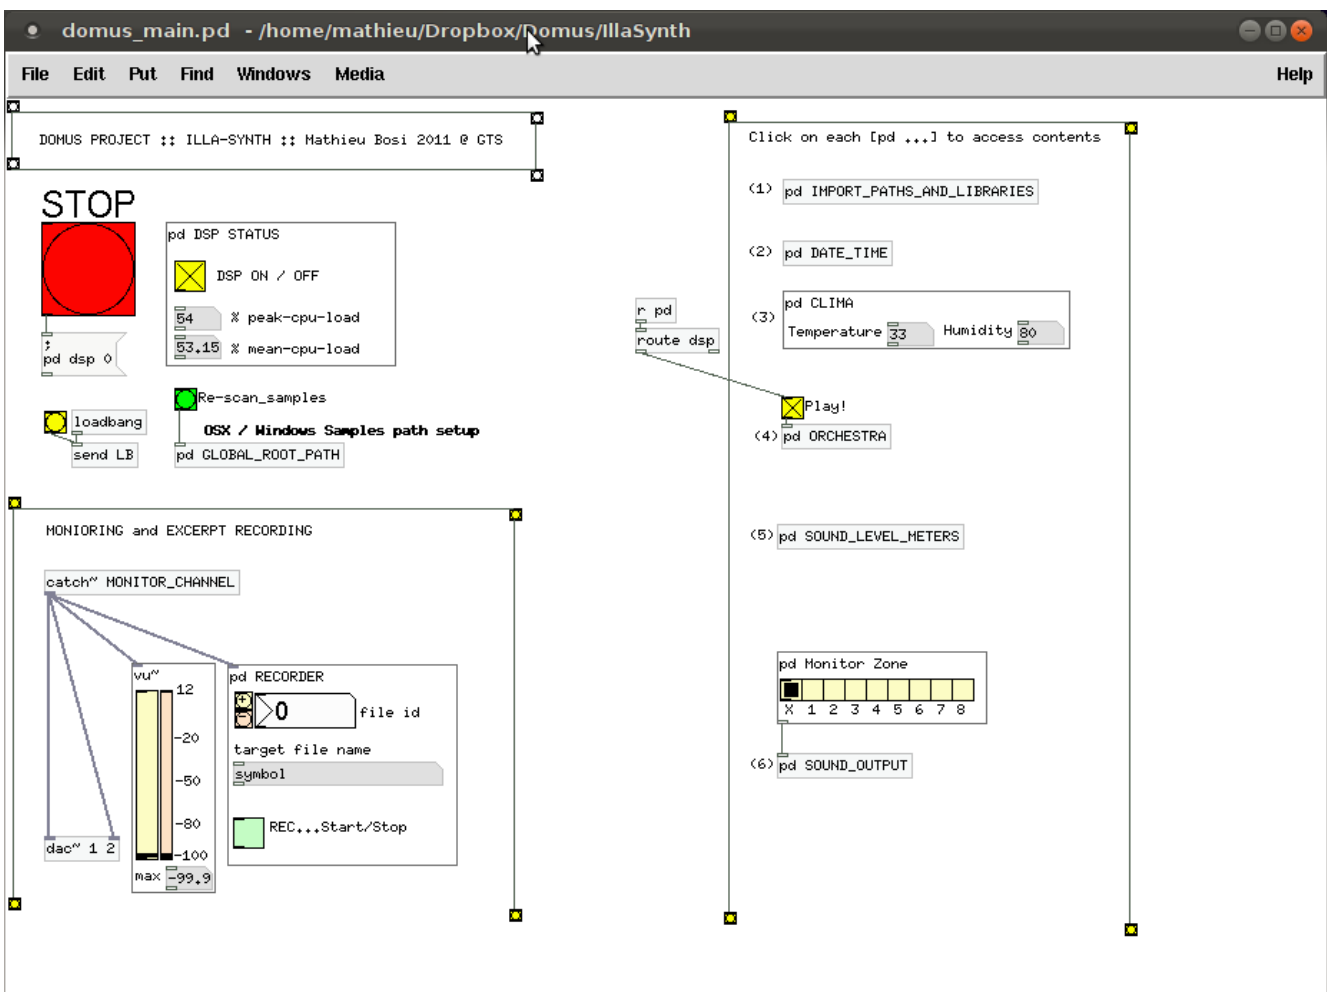 domus_main.pd - /home/mathieu/Dropbox/Domus/IllaSynth
File Edit Put Find Windows Media Help
DOMUS PROJECT :: ILLA-SYNTH :: Mathieu Bosi 2011 @ GTS
STOP
pd DSP STATUS
DSP ON / OFF
54 % peak-cpu-load
53.15 % mean-cpu-load
;
pd dsp 0
Re-scan_samples
loadbang
OSX / Windows Samples path setup
send LB
pd GLOBAL_ROOT_PATH
MONIORING and EXCERPT RECORDING
catch~ MONITOR_CHANNEL
vu~
12
-20
-50
-80
-100
max -99.9
dac~ 1 2
pd RECORDER
+
-
0 file id
target file name
symbol
REC...Start/Stop
r pd
route dsp
Click on each [pd ...] to access contents
(1) pd IMPORT_PATHS_AND_LIBRARIES
(2) pd DATE_TIME
(3) pd CLIMA
Temperature 33 Humidity 80
Play!
(4) pd ORCHESTRA
(5) pd SOUND_LEVEL_METERS
pd Monitor Zone
X 1 2 3 4 5 6 7 8
(6) pd SOUND_OUTPUT